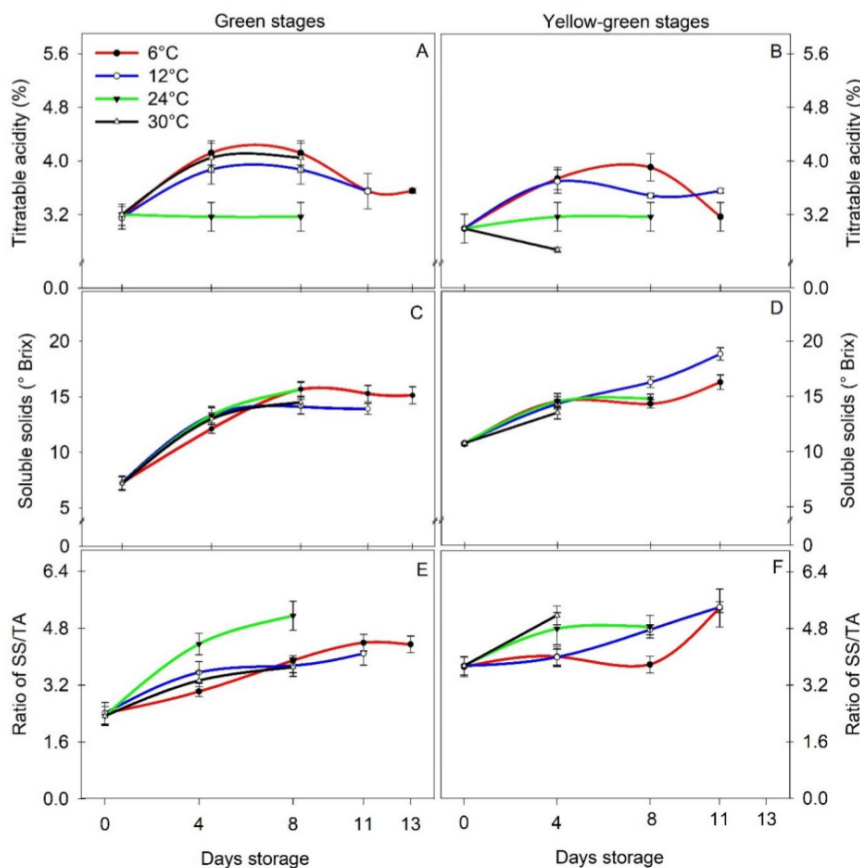 Green stages
Yellow-green stages
A
B
6°C
12°C
24°C
30°C
Titratable acidity (%)
5.6
4.8
4.0
3.2
0.0
5.6
4.8
4.0
3.2
0.0
Titratable acidity (%)
C
D
Soluble solids (° Brix)
20
15
10
5
0
20
15
10
5
0
Soluble solids (° Brix)
E
F
Ratio of SS/TA
6.4
4.8
3.2
1.6
0.0
6.4
4.8
3.2
1.6
0.0
Ratio of SS/TA
0 4 8 11 13
0 4 8 11 13
Days storage
Days storage